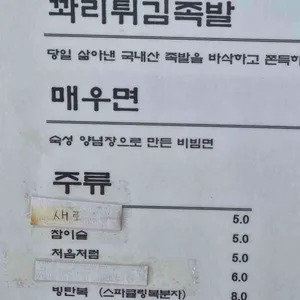 꽈리튀김족발
당일 삶아낸 국내산 족발을 바삭하고 쫀득하
매우면
숙성 양념장으로 만든 비빔면
주류
새로 5.0
참이슬 5.0
처음처럼 5.0
6.0
빙탄복 (스파클링복분자) 8.0